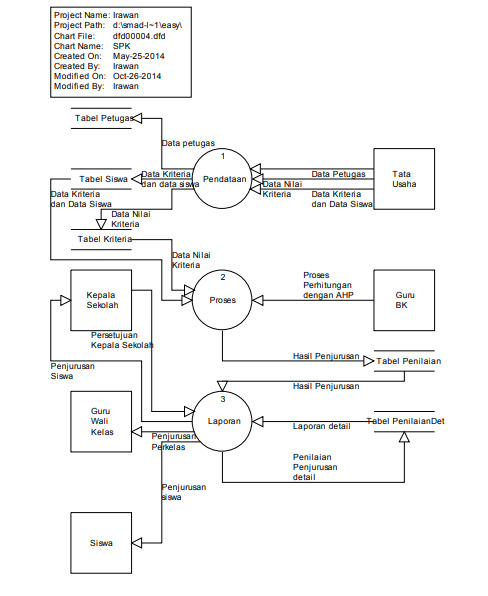 Project Name: Irawan
Project Path: d:\smad-l~1\easy\
Chart File: dfd00004.dfd
Chart Name: SPK
Created On: May-25-2014
Created By: Irawan
Modified On: Oct-26-2014
Modified By: Irawan
Tabel Petugas
Data petugas
1
Pendataan
Tabel Siswa
Data Kriteria
dan data siswa
Data Petugas
Data Nilai
Kriteria
Data Kriteria
dan Data Siswa
Tata
Usaha
Data Kriteria
dan Data Siswa
Data Nilai
Kriteria
Tabel Kriteria
Data Nilai
Kriteria
2
Proses
Proses
Perhitungan
dengan AHP
Guru
BK
Kepala
Sekolah
Persetujuan
Kepala Sekolah
Hasil Penjurusan
Tabel Penilaian
Penjurusan
Siswa
Hasil Penjurusan
3
Laporan
Guru
Wali
Kelas
Laporan detail
Tabel PenilaianDet
Penjurusan
Perkelas
Penilaian
Penjurusan
detail
Penjurusan
siswa
Siswa